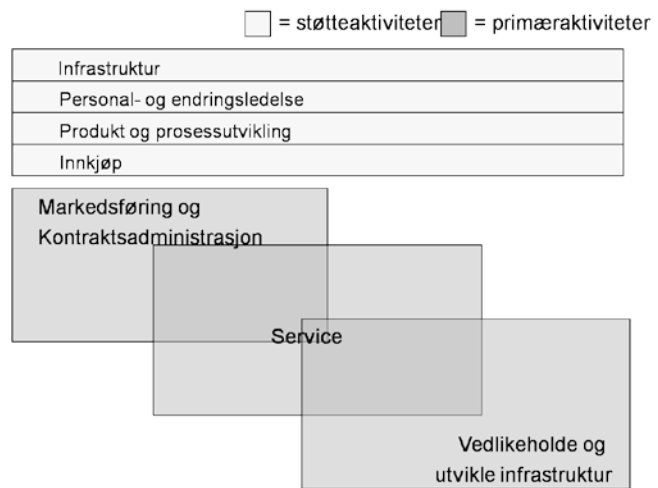 = støtteaktiviteter = primæraktiviteter
Infrastruktur
Personal- og endringsledelse
Produkt og prosessutvikling
Innkjøp
Markedsføring og
Kontraktsadministrasjon
Service
Vedlikeholde og
utvikle infrastruktur